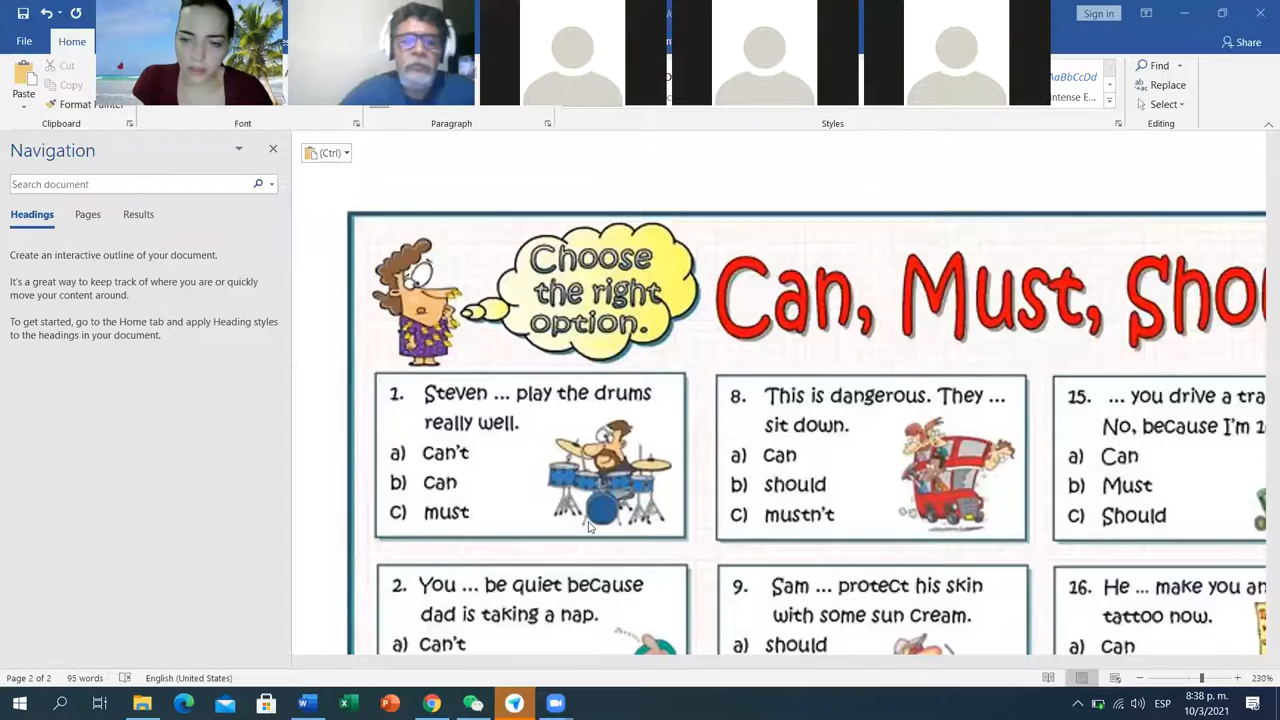 Sign in
File
Home
Share
Cut
Paste
Copy
Format Painter
AaBbCcDd
Intense E...
Find
Replace
Select
Clipboard
Font
Paragraph
Styles
Editing
Navigation
(Ctrl)
Search document
Headings Pages Results
Create an interactive outline of your document.
It's a great way to keep track of where you are or quickly
move your content around.
To get started, go to the Home tab and apply Heading styles
to the headings in your document.
Choose
the right
option.
Can, Must, Shou
1. Steven ... play the drums
really well.
a) Can't
b) Can
c) must
8. This is dangerous. They ...
sit down.
a) can
b) should
c) mustn't
15. ... you drive a tra
No, because I'm 1
a) Can
b) Must
c) Should
2. You ... be quiet because
dad is taking a nap.
a) Can't
9. Sam ... protect his skin
with some sun cream.
a) should
16. He ... make you an
tattoo now.
a) can
Page 2 of 2 95 words English (United States) 230%
ESP
8:38 p. m.
10/3/2021